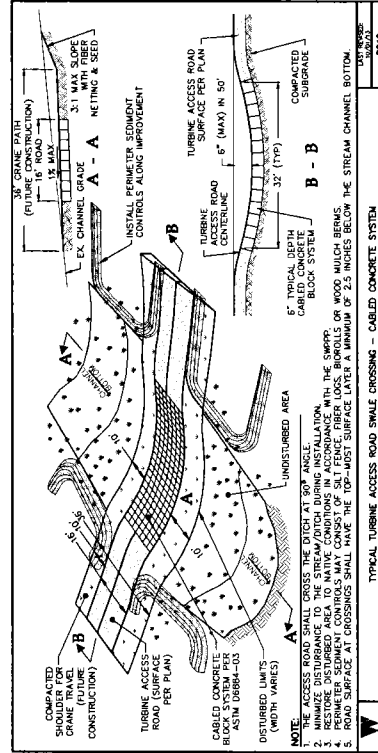 36' CRANE PATH
(FUTURE CONSTRUCTION)
16' ROAD
1% MAX
3:1 MAX SLOPE
WITH FIBER
NETTING & SEED
EX. CHANNEL GRADE
A - A
INSTALL PERIMETER SEDIMENT
CONTROLS ALONG IMPROVEMENT
TURBINE ACCESS ROAD
SURFACE PER PLAN
TURBINE
ACCESS ROAD
CENTERLINE
6" (MAX) IN 50'
32' (TYP)
6" TYPICAL DEPTH
CABLED CONCRETE
BLOCK SYSTEM
COMPACTED
SUBGRADE
B - B
COMPACTED
SHOULDER FOR
CRANE TRAVEL
(FUTURE
CONSTRUCTION)
TURBINE ACCESS
ROAD (SURFACE
PER PLAN)
CABLED CONCRETE
BLOCK SYSTEM PER
ASTM D6684-03
DISTURBED LIMITS
(WIDTH VARIES)
UNDISTURBED AREA
CHANNEL
BOTTOM
CHANNEL
BOTTOM
10'
10'
36'
10'
16'
A
A
A
B
B
NOTE:
1. THE ACCESS ROAD SHALL CROSS THE DITCH AT 90° ANGLE.
2. MINIMIZE DISTURBANCE TO THE STREAM/DITCH DURING INSTALLATION.
3. RESTORE DISTURBED AREA TO NATIVE CONDITIONS IN ACCORDANCE WITH THE SWPPP.
4. PERIMETER SEDIMENT CONTROLS MAY CONSIST OF SILT FENCE, FIBER LOGS, BIOROLLS OR WOOD MULCH BERMS.
5. ROAD SURFACE AT CROSSINGS SHALL HAVE THE TOP-MOST SURFACE LAYER A MINIMUM OF 2.5 INCHES BELOW THE STREAM CHANNEL BOTTOM.
W
TYPICAL TURBINE ACCESS ROAD SWALE CROSSING - CABLED CONCRETE SYSTEM
LAST REVISED: